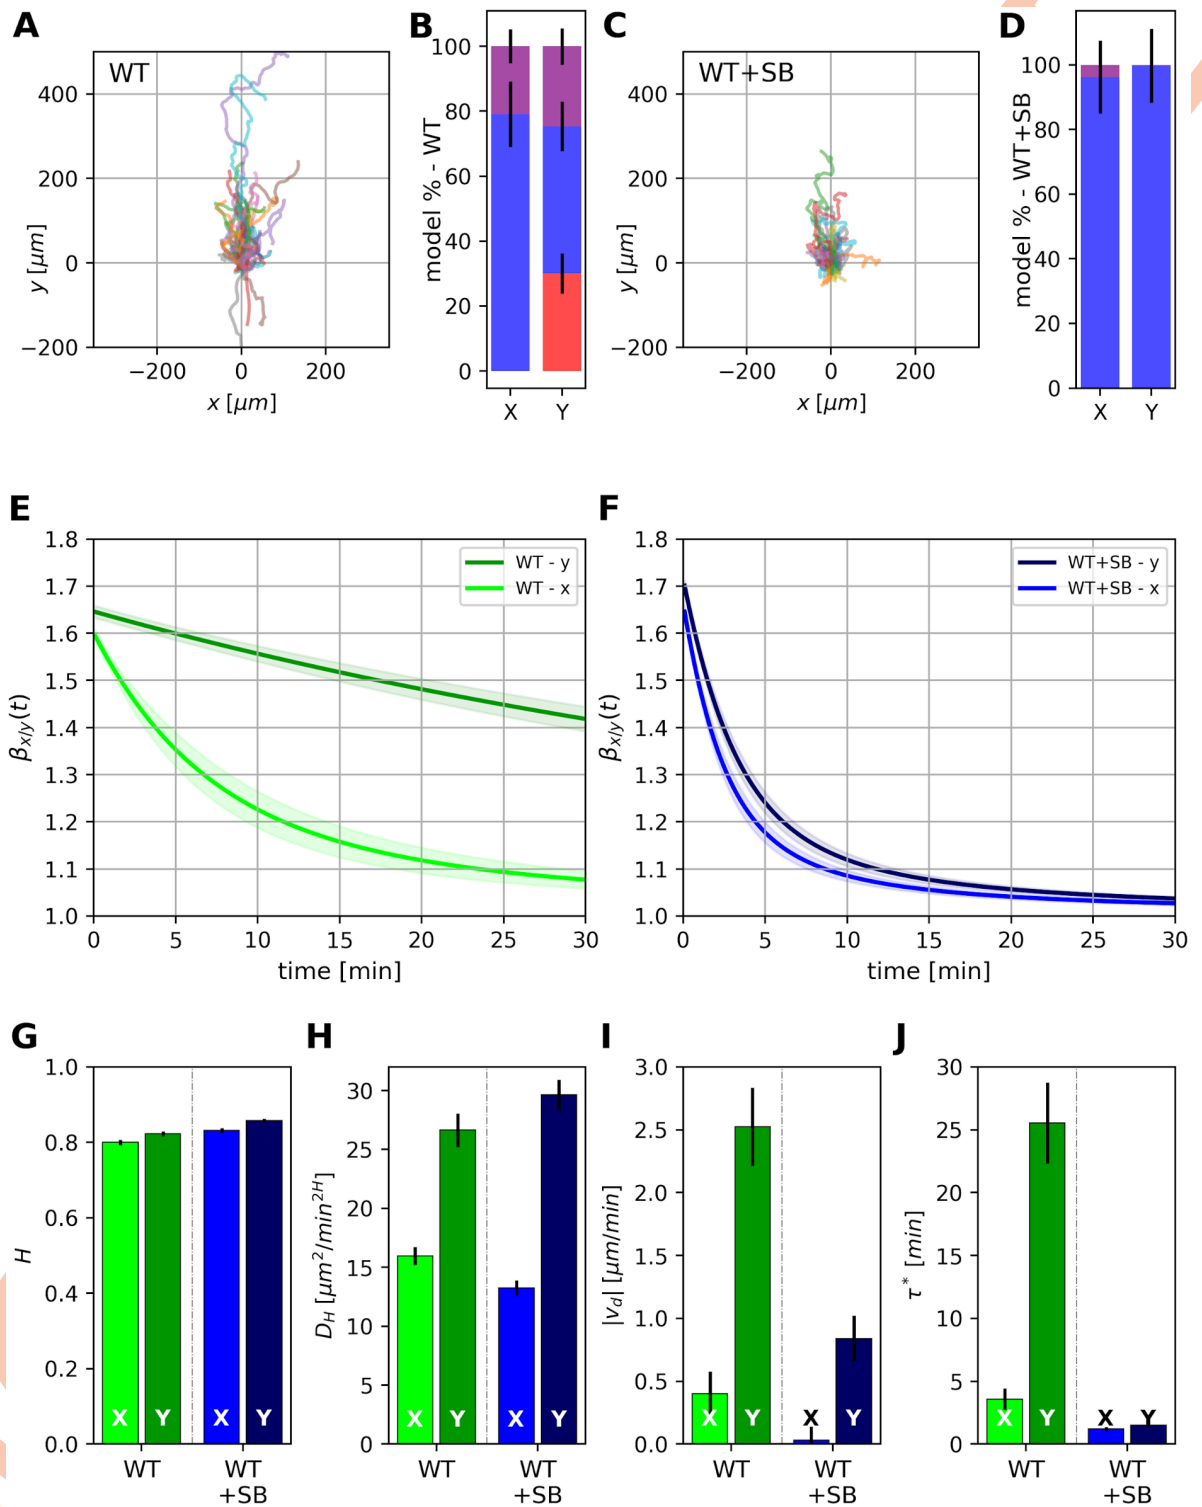 A
WT
400
200
0
−200
y [μm]
−200 0 200
x [μm]
B
100
80
60
40
20
0
model % - WT
X Y
C
WT+SB
400
200
0
−200
y [μm]
−200 0 200
x [μm]
D
100
80
60
40
20
0
model % - WT+SB
X Y
E
1.8
1.7
1.6
1.5
1.4
1.3
1.2
1.1
1.0
βx/y(t)
WT - y
WT - x
0 5 10 15 20 25 30
time [min]
F
1.8
1.7
1.6
1.5
1.4
1.3
1.2
1.1
1.0
βx/y(t)
WT+SB - y
WT+SB - x
0 5 10 15 20 25 30
time [min]
G
1.0
0.8
0.6
0.4
0.2
0.0
H
X Y X Y
WT WT
+SB
H
30
25
20
15
10
5
0
D_H [μm²/min^2H]
X Y X Y
WT WT
+SB
I
3.0
2.5
2.0
1.5
1.0
0.5
0.0
|v_d| [μm/min]
X Y X Y
WT WT
+SB
J
30
25
20
15
10
5
0
τ* [min]
X Y X Y
WT WT
+SB